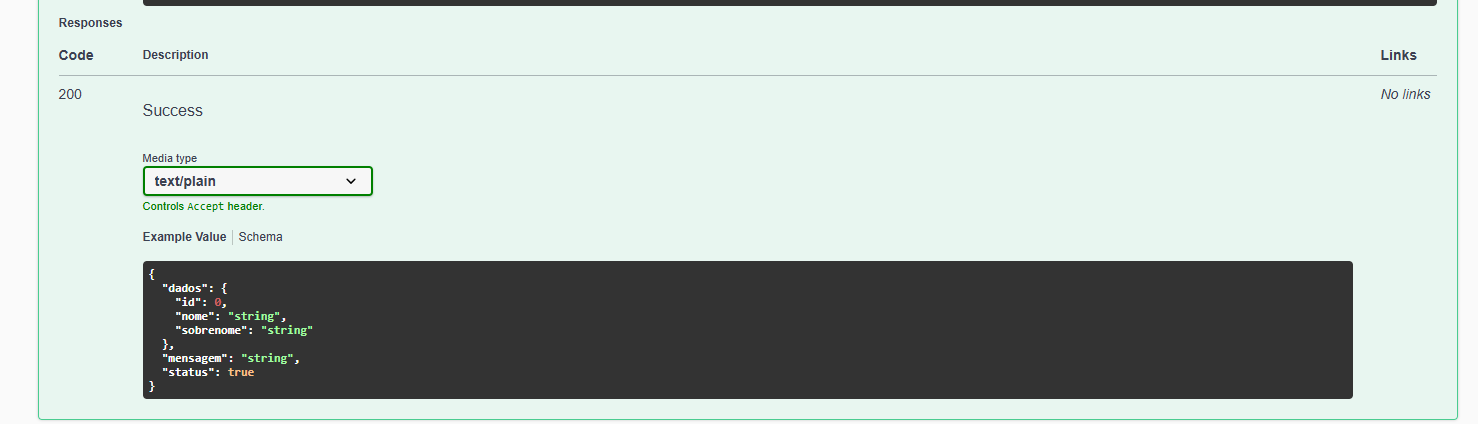 Responses
Code Description Links
200 Success No links
Media type
text/plain
Controls Accept header.
Example Value Schema
{
  "dados": {
    "id": 0,
    "nome": "string",
    "sobrenome": "string"
  },
  "mensagem": "string",
  "status": true
}